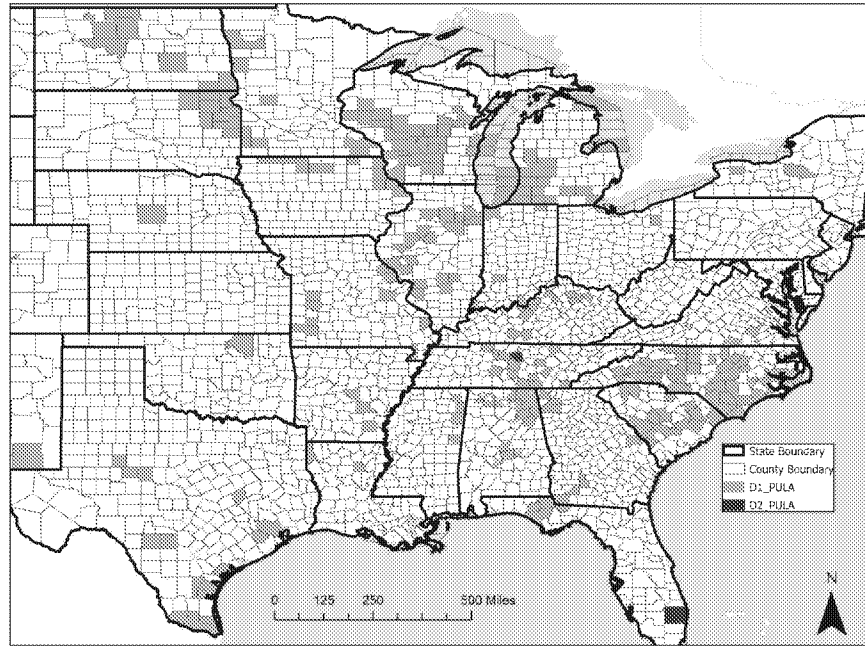 State Boundary
County Boundary
D1_PULA
D2_PULA
N
0 125 250 500 Miles